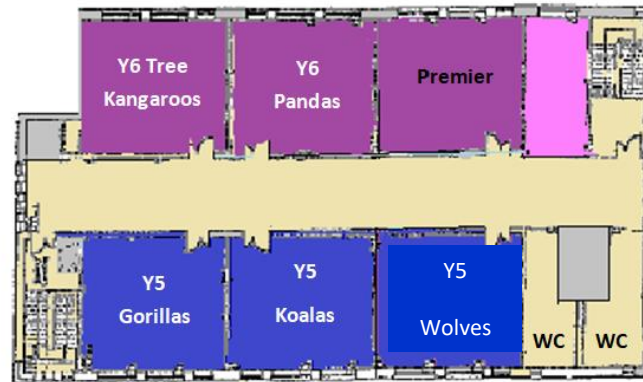 Y6 Tree
Kangaroos
Y6
Pandas
Premier
Y5
Gorillas
Y5
Koalas
Y5
Wolves
WC
WC